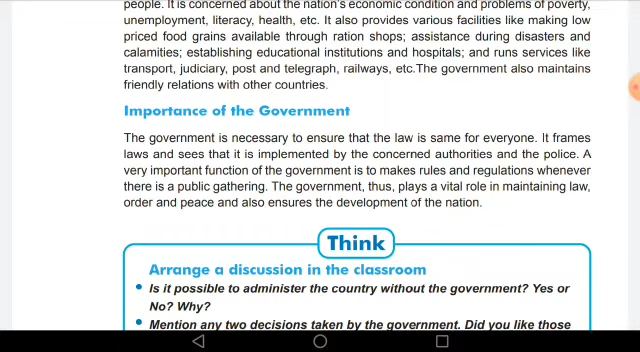 people. It is concerned about the nation's economic condition and problems of poverty,
unemployment, literacy, health, etc. It also provides various facilities like making low
priced food grains available through ration shops; assistance during disasters and
calamities; establishing educational institutions and hospitals; and runs services like
transport, judiciary, post and telegraph, railways, etc.The government also maintains
friendly relations with other countries.
Importance of the Government
The government is necessary to ensure that the law is same for everyone. It frames
laws and sees that it is implemented by the concerned authorities and the police. A
very important function of the government is to makes rules and regulations whenever
there is a public gathering. The government, thus, plays a vital role in maintaining law,
order and peace and also ensures the development of the nation.
Think
Arrange a discussion in the classroom
• Is it possible to administer the country without the government? Yes or
No? Why?
• Mention any two decisions taken by the government. Did you like those